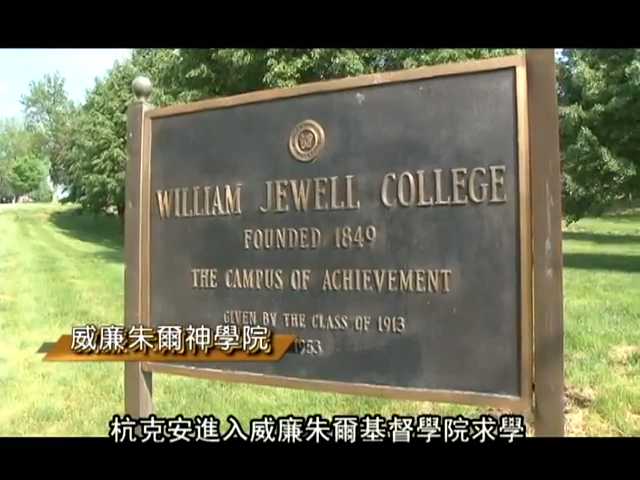 WILLIAM JEWELL COLLEGE
FOUNDED 1849
THE CAMPUS OF ACHIEVEMENT
GIVEN BY THE CLASS OF 1913
1953
威廉朱爾神學院
杭克安進入威廉朱爾基督學院求學